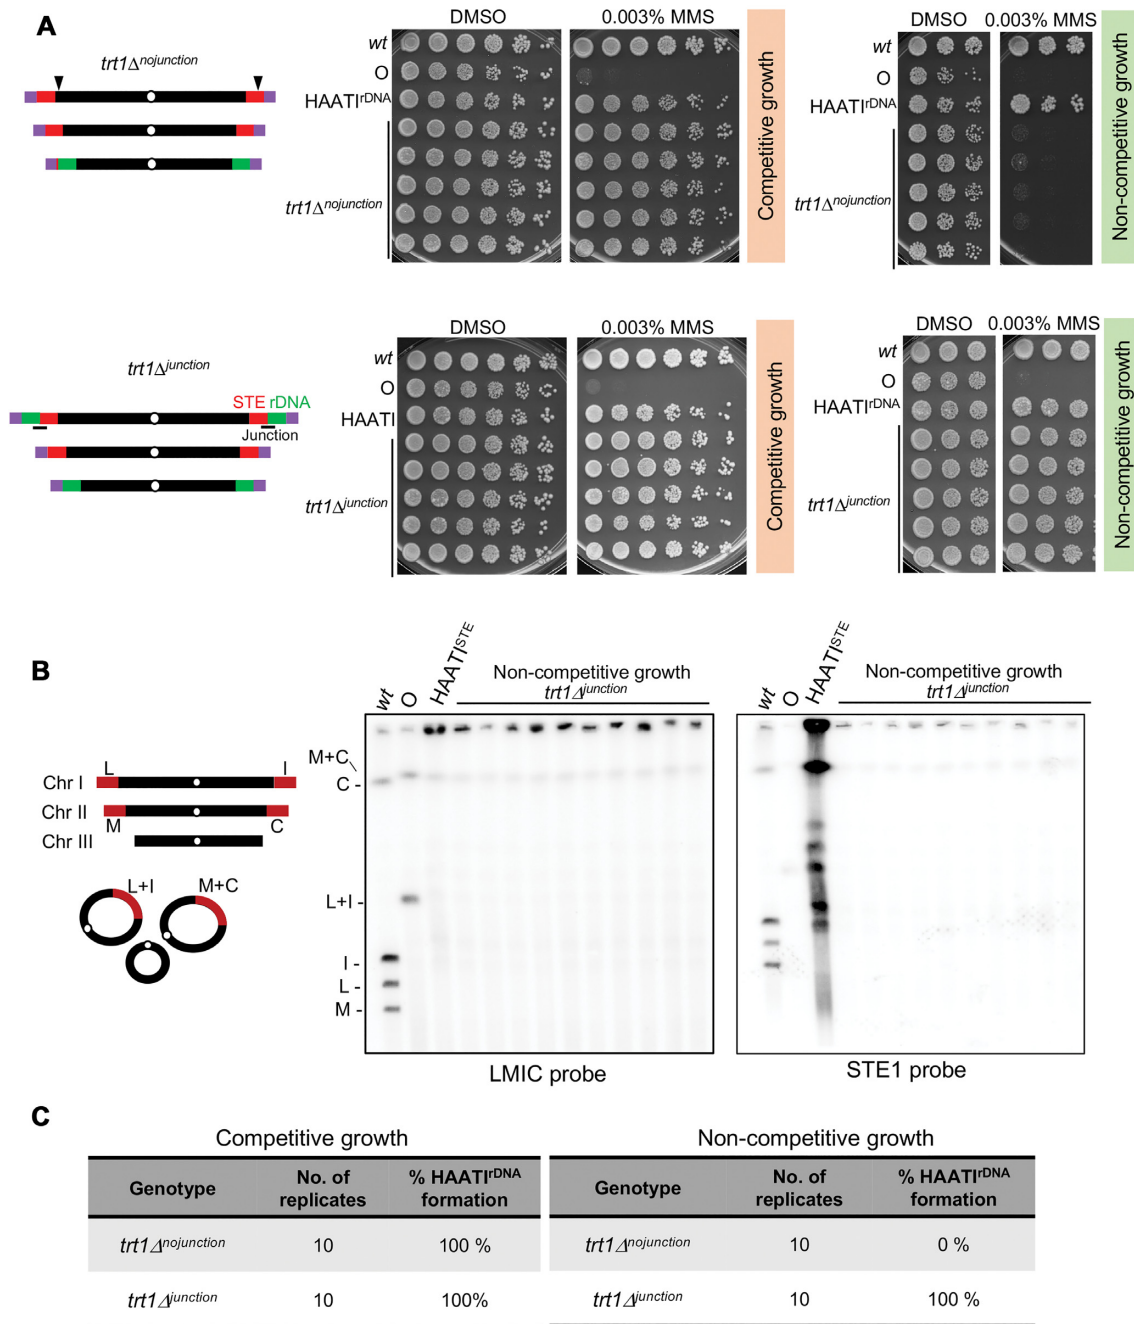 A
trt1Δnojunction
DMSO
0.003% MMS
wt
O
HAATIrDNA
trt1Δnojunction
Competitive growth
DMSO
0.003% MMS
wt
O
HAATIrDNA
trt1Δnojunction
Non-competitive growth
trt1Δjunction
STE rDNA
Junction
DMSO
0.003% MMS
wt
O
HAATI
trt1Δjunction
Competitive growth
DMSO
0.003% MMS
wt
O
HAATIrDNA
trt1Δjunction
Non-competitive growth
B
L
I
Chr I
Chr II
M
C
Chr III
L+I
M+C
wt
O
HAATISTE
Non-competitive growth
trt1Δjunction
M+C
C -
L+I -
I -
L -
M -
LMIC probe
wt
O
HAATISTE
Non-competitive growth
trt1Δjunction
STE1 probe
C
Competitive growth
Genotype
No. of replicates
% HAATIrDNA formation
trt1Δnojunction
10
100 %
trt1Δjunction
10
100%
Non-competitive growth
Genotype
No. of replicates
% HAATIrDNA formation
trt1Δnojunction
10
0 %
trt1Δjunction
10
100 %